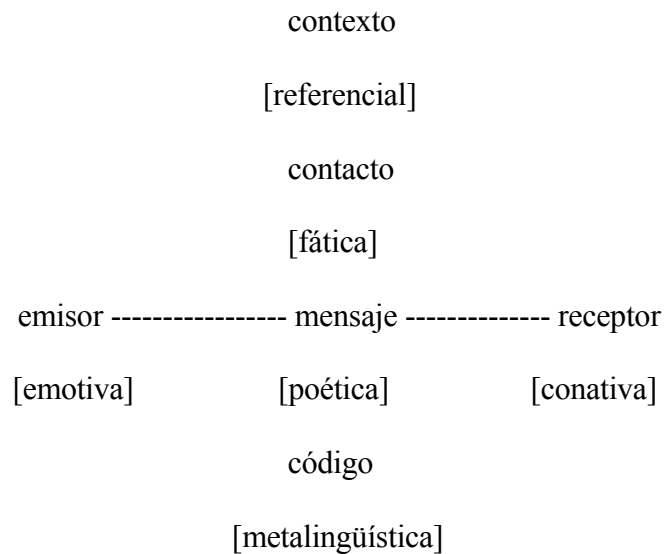 contexto
[referencial]
contacto
[fática]
emisor ----------------- mensaje -------------- receptor
[emotiva] [poética] [conativa]
código
[metalingüística]